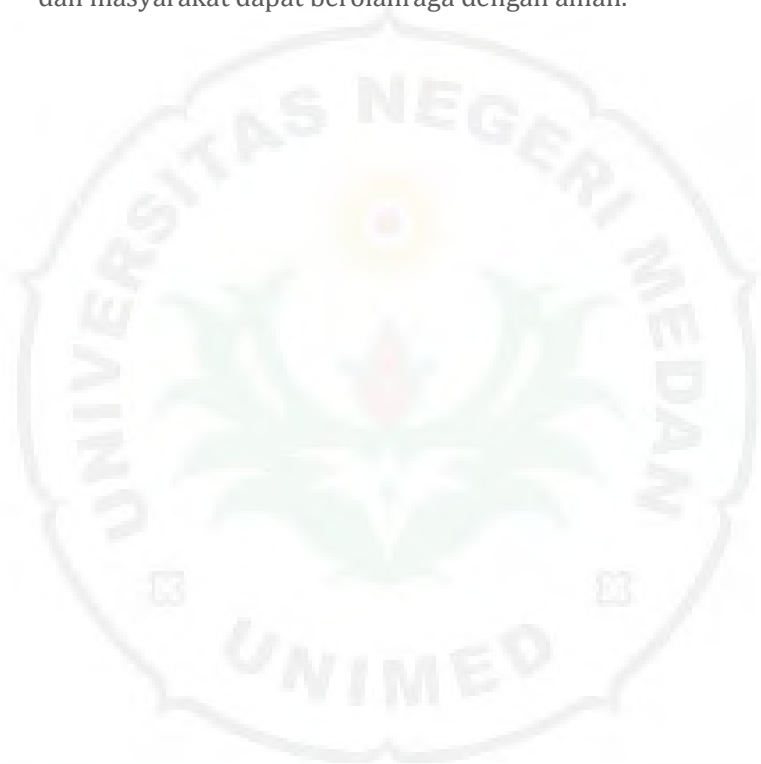 dan masyarakat dapat berolahraga dengan aman.
UNIVERSITAS NEGERI MEDAN
UNIMED